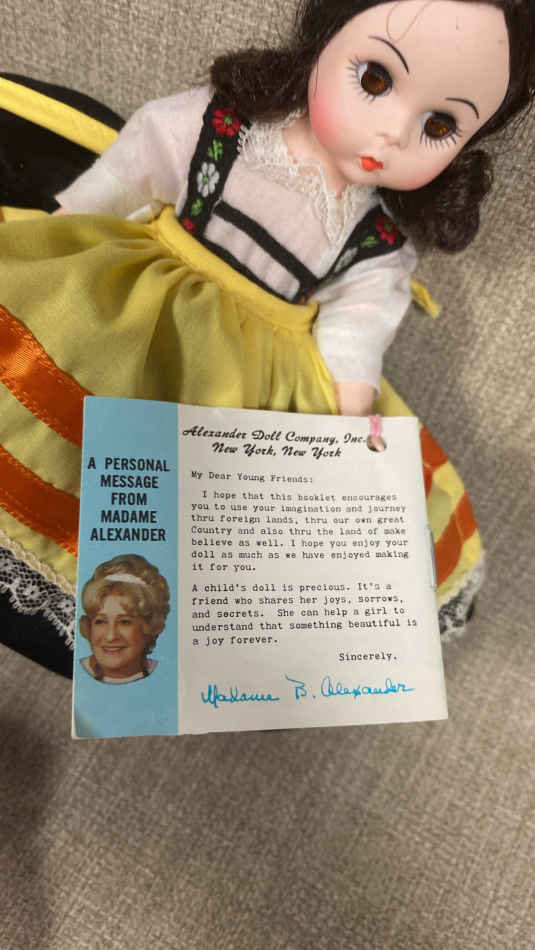 A PERSONAL
MESSAGE
FROM
MADAME
ALEXANDER
Alexander Doll Company, Inc.
New York, New York
My Dear Young Friends:
I hope that this booklet encourages
you to use your imagination and journey
thru foreign lands, thru our own great
Country and also thru the land of make
believe as well. I hope you enjoy your
doll as much as we have enjoyed making
it for you.
A child's doll is precious. It's a
friend who shares her joys, sorrows,
and secrets. She can help a girl to
understand that something beautiful is
a joy forever.
Sincerely,
Madame B. Alexander